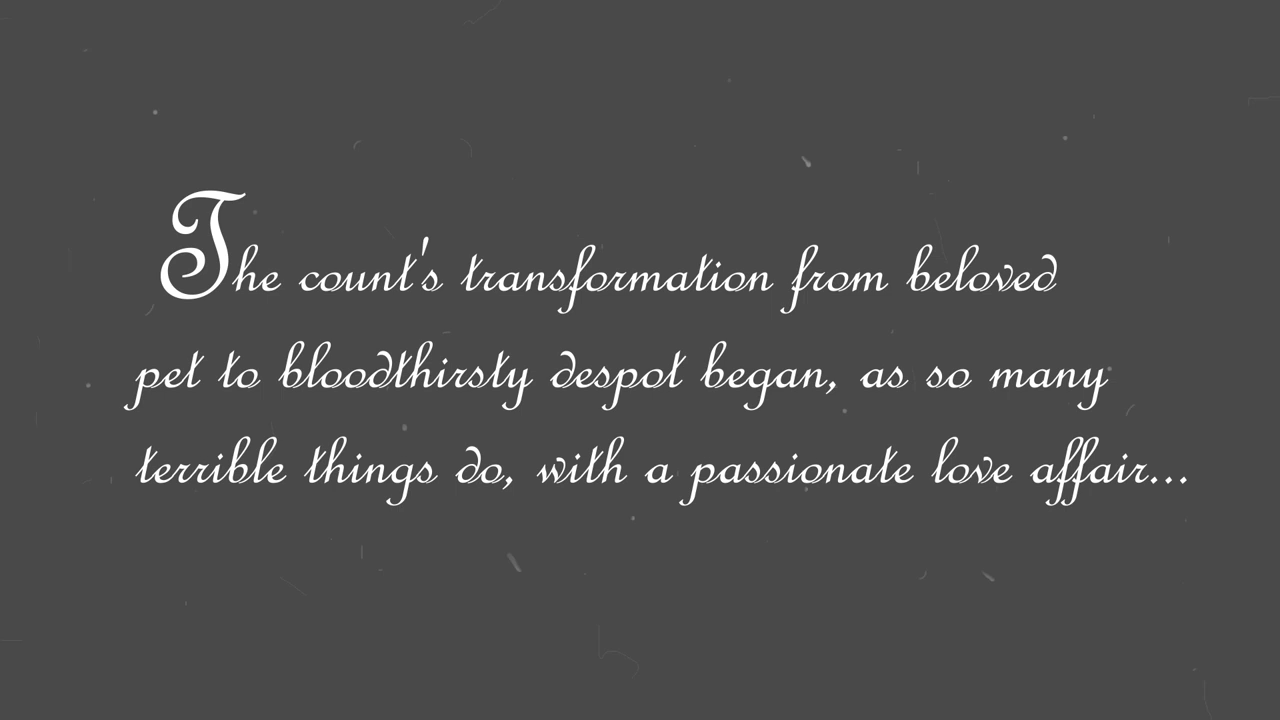 The count's transformation from beloved
pet to bloodthirsty despot began, as so many
terrible things do, with a passionate love affair...